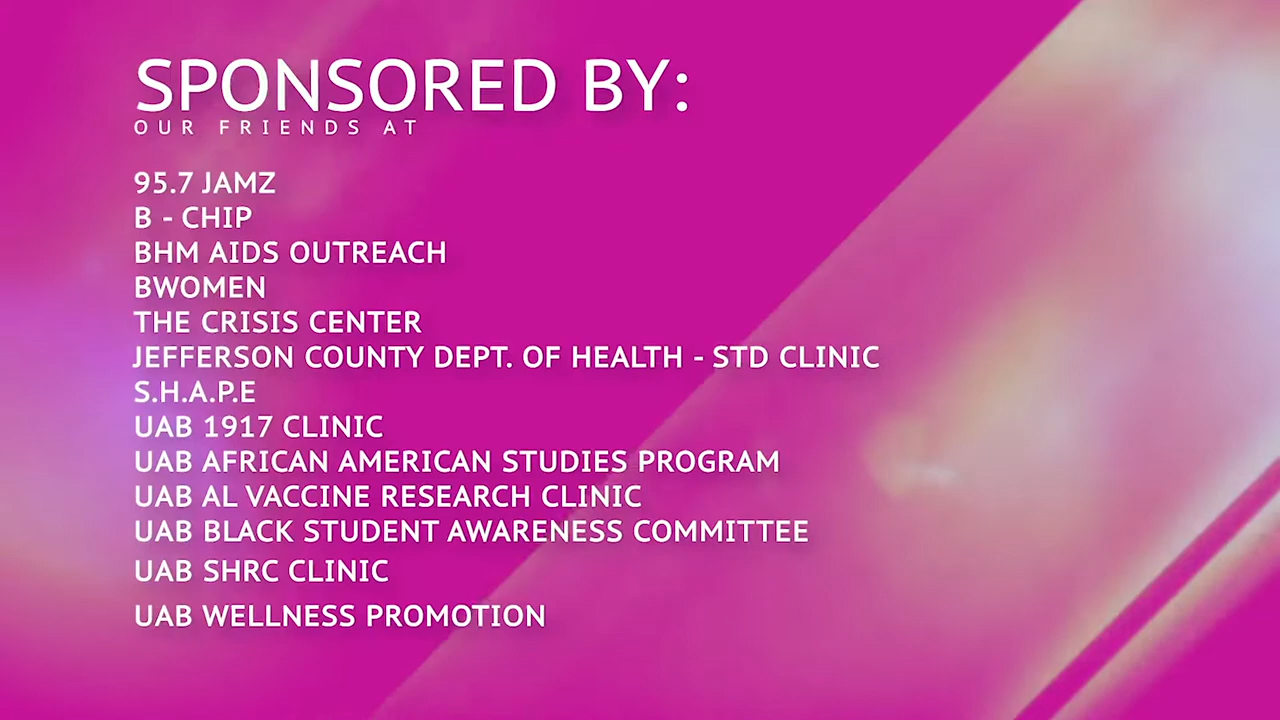 SPONSORED BY:
OUR FRIENDS AT
95.7 JAMZ
B - CHIP
BHM AIDS OUTREACH
BWOMEN
THE CRISIS CENTER
JEFFERSON COUNTY DEPT. OF HEALTH - STD CLINIC
S.H.A.P.E
UAB 1917 CLINIC
UAB AFRICAN AMERICAN STUDIES PROGRAM
UAB AL VACCINE RESEARCH CLINIC
UAB BLACK STUDENT AWARENESS COMMITTEE
UAB SHRC CLINIC
UAB WELLNESS PROMOTION